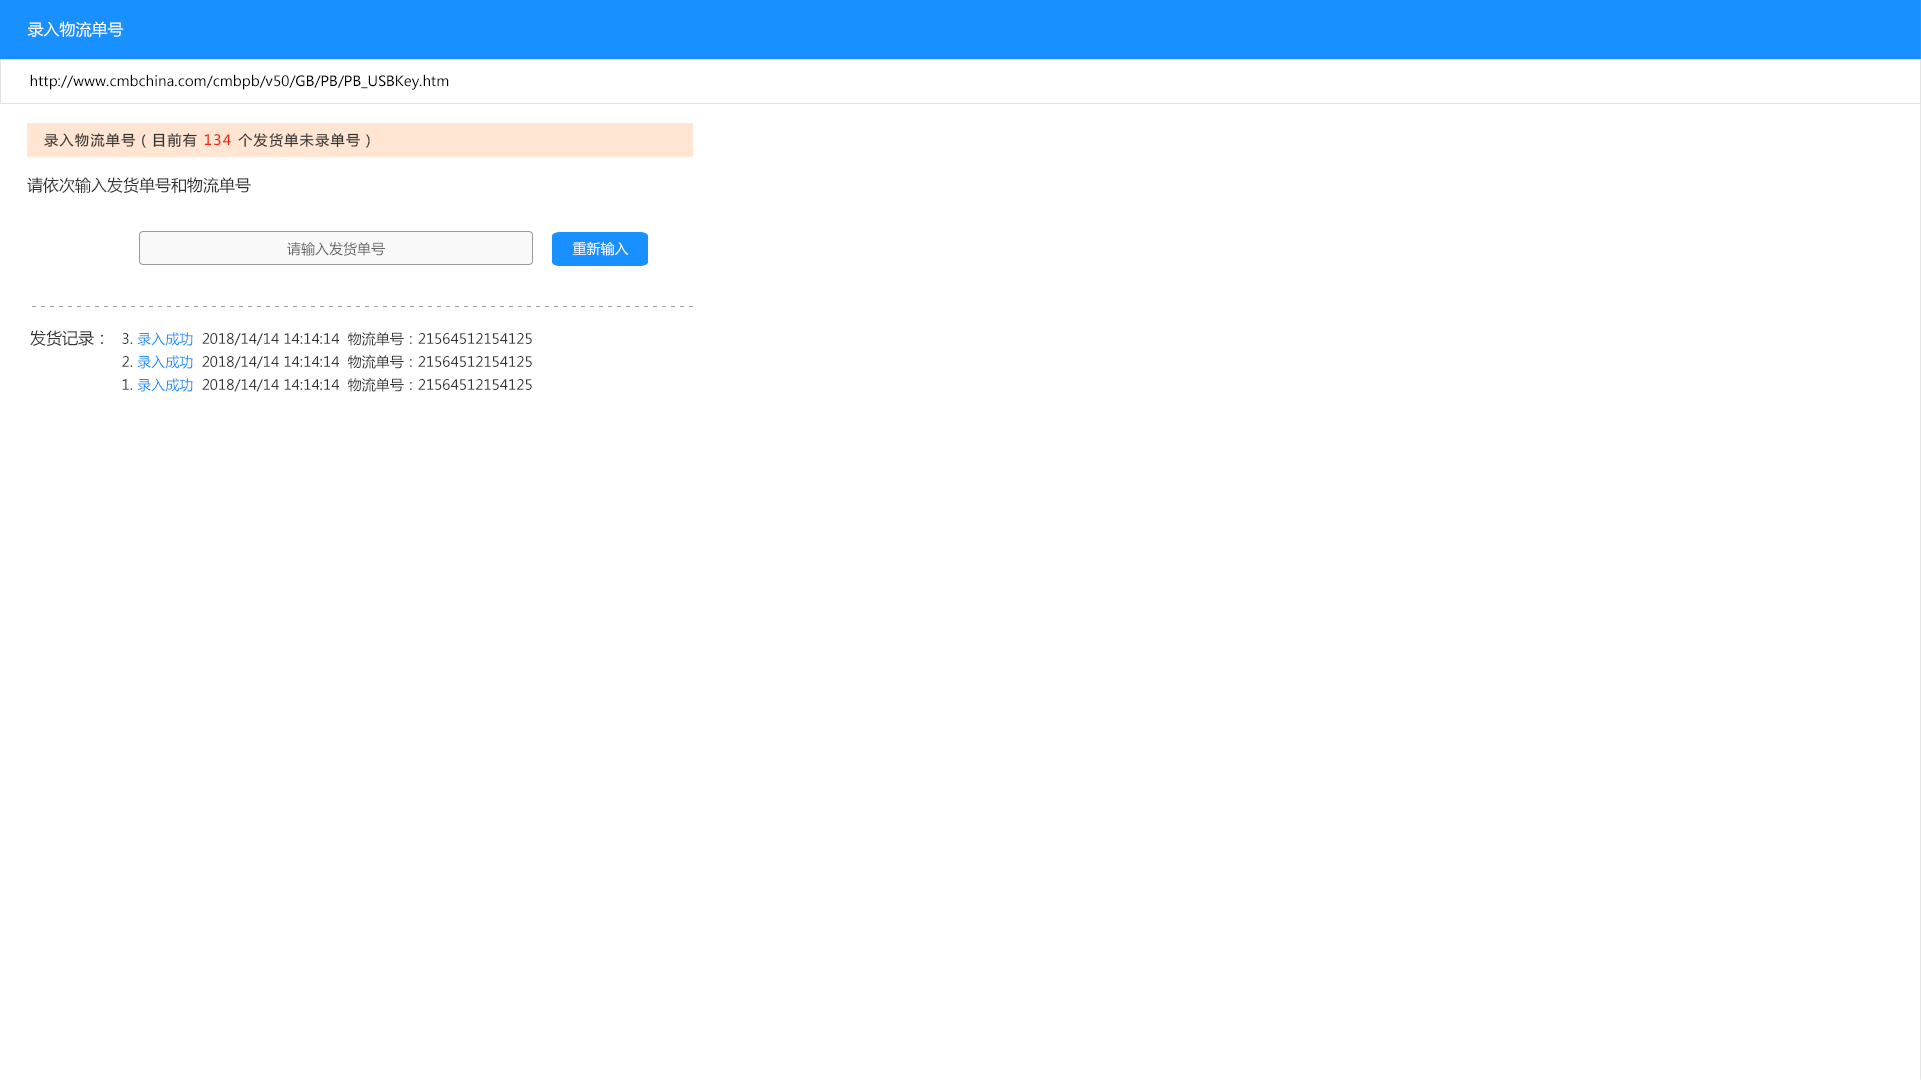 录入物流单号
http://www.cmbchina.com/cmbpb/v50/GB/PB/PB_USBKey.htm
录入物流单号（目前有 134 个发货单未录单号）
请依次输入发货单号和物流单号
请输入发货单号 重新输入
发货记录： 3. 录入成功 2018/14/14 14:14:14 物流单号：21564512154125
2. 录入成功 2018/14/14 14:14:14 物流单号：21564512154125
1. 录入成功 2018/14/14 14:14:14 物流单号：21564512154125